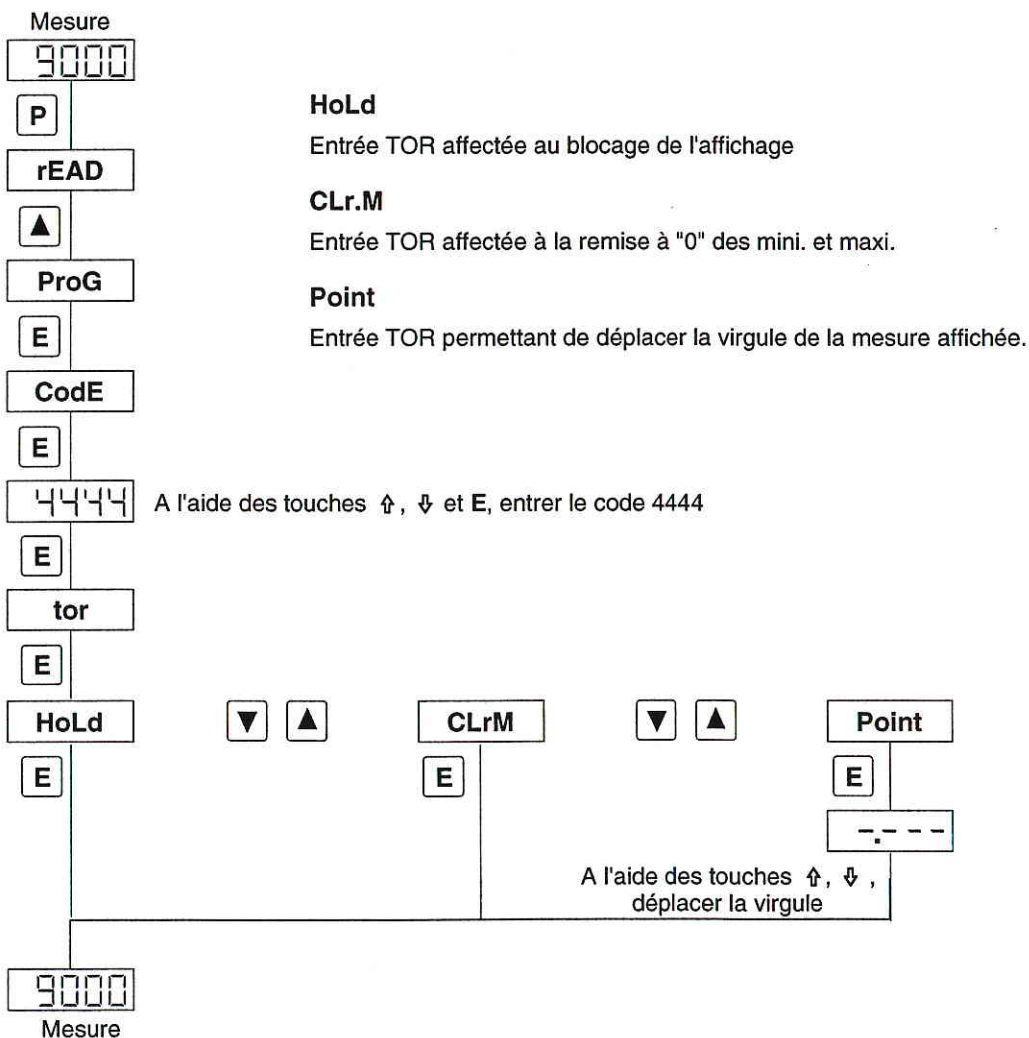 Mesure
9000
P
rEAD
▲
ProG
E
CodE
E
4444
A l'aide des touches ⇧, ⇩ et E, entrer le code 4444
E
tor
E
HoLd
Entrée TOR affectée au blocage de l'affichage
CLr.M
Entrée TOR affectée à la remise à "0" des mini. et maxi.
Point
Entrée TOR permettant de déplacer la virgule de la mesure affichée.
HoLd ▼ ▲ CLrM ▼ ▲ Point
E E E
-.---
A l'aide des touches ⇧, ⇩ ,
déplacer la virgule
9000
Mesure